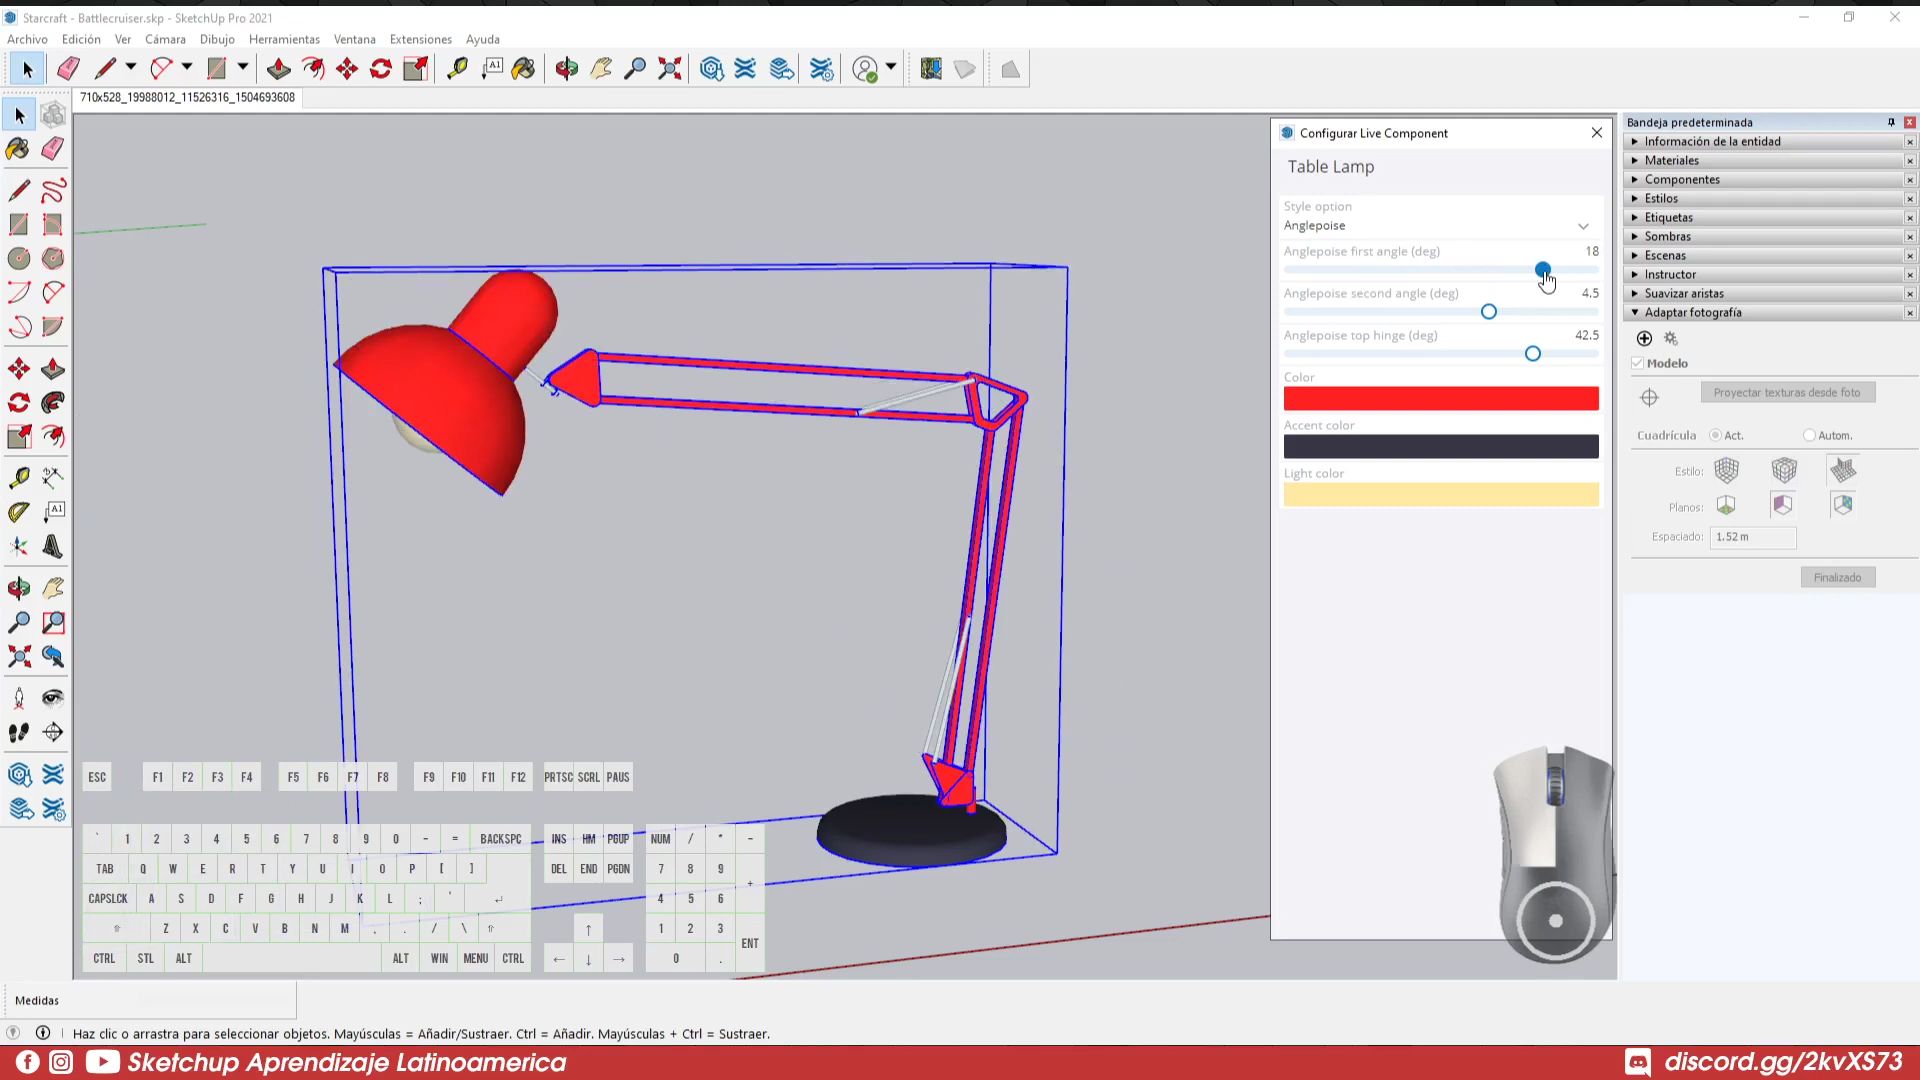 Starcraft - Battlecruiser.skp - SketchUp Pro 2021
Archivo Edición Ver Cámara Dibujo Herramientas Ventana Extensiones Ayuda
710x528_19988012_11526316_1504693608
Configurar Live Component
Table Lamp
Style option
Anglepoise
Anglepoise first angle (deg) 18
Anglepoise second angle (deg) 4.5
Anglepoise top hinge (deg) 42.5
Color
Accent color
Light color
Bandeja predeterminada
Información de la entidad
Materiales
Componentes
Estilos
Etiquetas
Sombras
Escenas
Instructor
Suavizar aristas
Adaptar fotografía
Modelo
Proyectar texturas desde foto
Cuadrícula Act. Autom.
Estilo:
Planos:
Espaciado: 1.52 m
Finalizado
ESC F1 F2 F3 F4 F5 F6 F7 F8 F9 F10 F11 F12 PRTSC SCRL PAUS
` 1 2 3 4 5 6 7 8 9 0 - = BACKSPC INS HM PGUP NUM / * -
TAB Q W E R T Y U I O P [ ] DEL END PGDN 7 8 9 +
CAPSLCK A S D F G H J K L ; ' ↵ 4 5 6
⇧ Z X C V B N M , . / \ ⇧ ↑ 1 2 3 ENT
CTRL STL ALT ALT WIN MENU CTRL ← ↓ → 0 .
Medidas
Haz clic o arrastra para seleccionar objetos. Mayúsculas = Añadir/Sustraer. Ctrl = Añadir. Mayúsculas + Ctrl = Sustraer.
Sketchup Aprendizaje Latinoamerica
discord.gg/2kvXS73